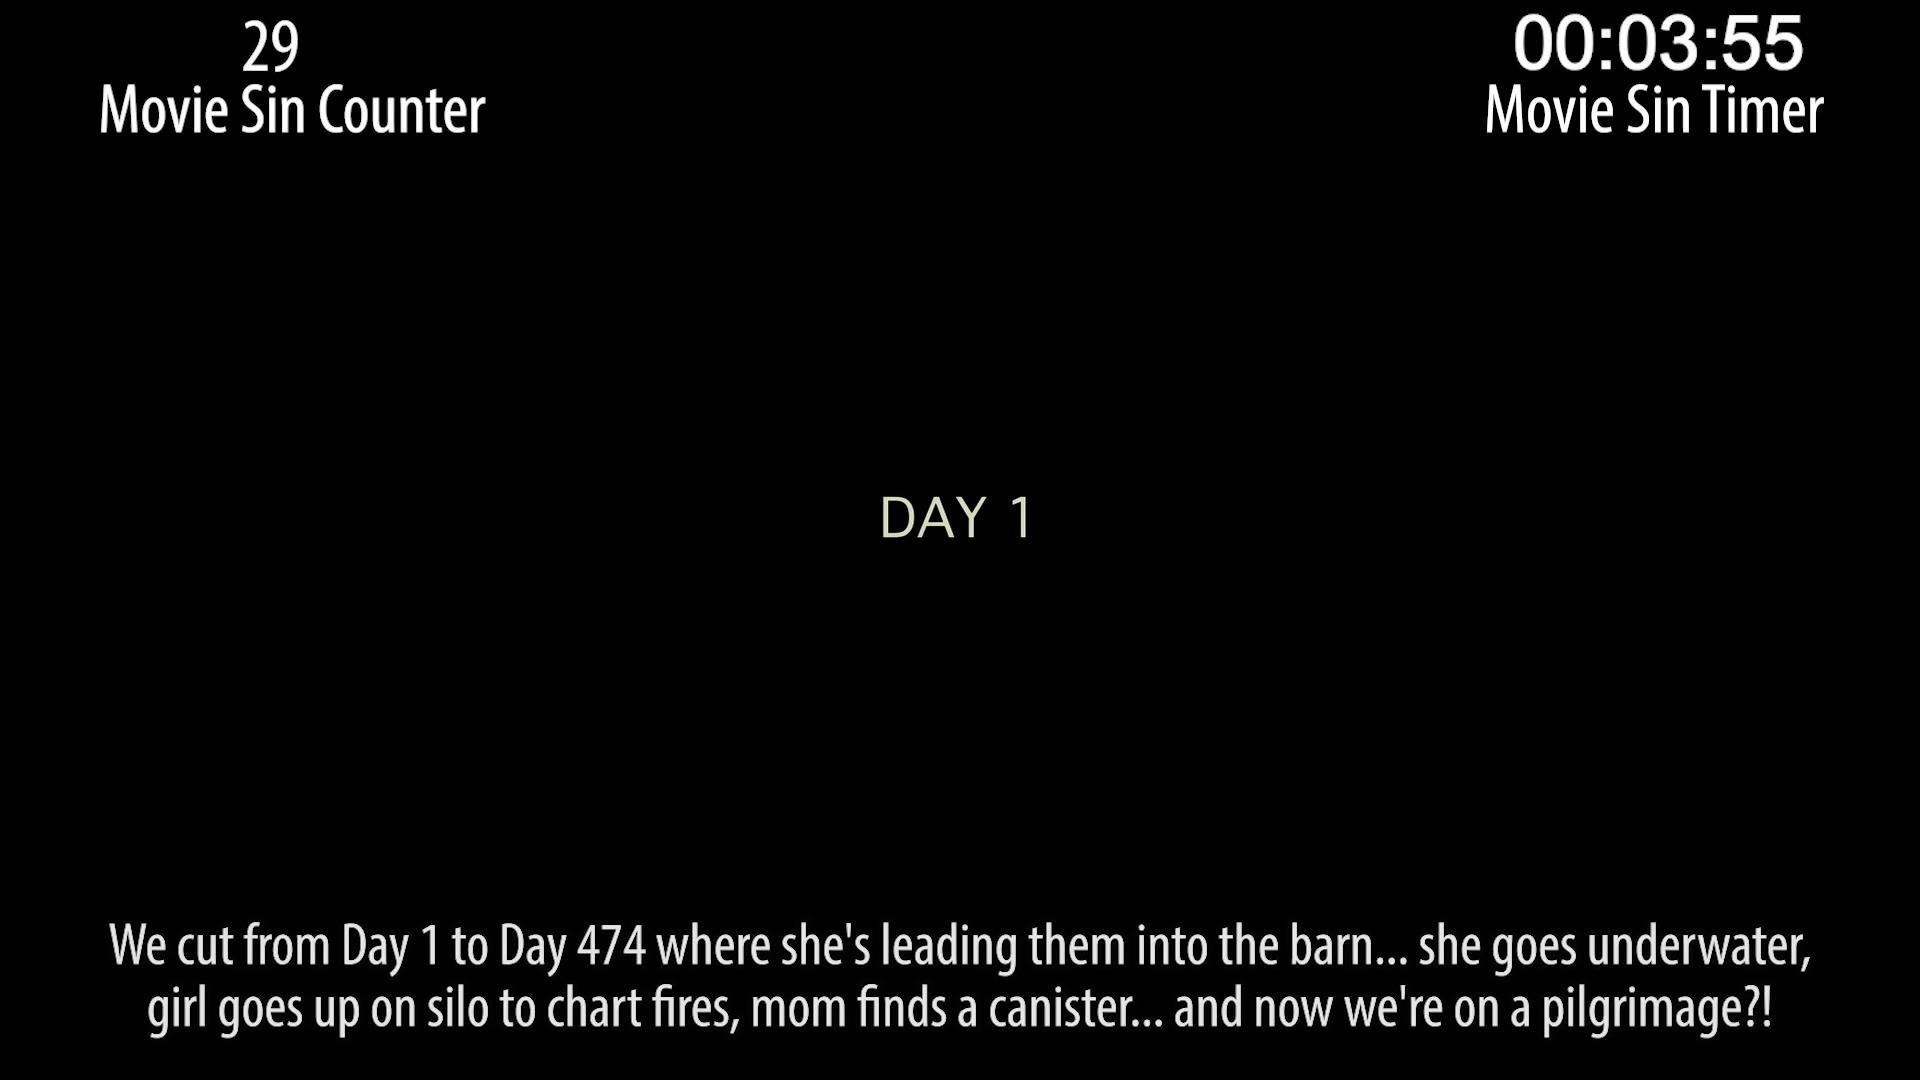 29
Movie Sin Counter
00:03:55
Movie Sin Timer
DAY 1
We cut from Day 1 to Day 474 where she's leading them into the barn... she goes underwater,
girl goes up on silo to chart fires, mom finds a canister... and now we're on a pilgrimage?!